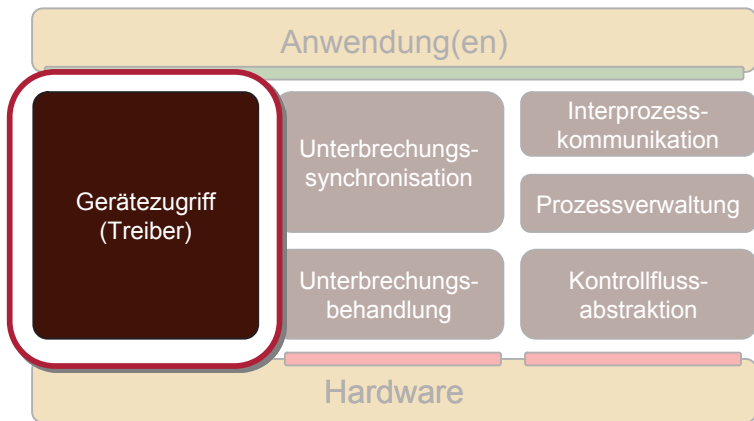 Anwendung(en)
Gerätezugriff
(Treiber)
Unterbrechungs-
synchronisation
Unterbrechungs-
behandlung
Interprozess-
kommunikation
Prozessverwaltung
Kontrollfluss-
abstraktion
Hardware